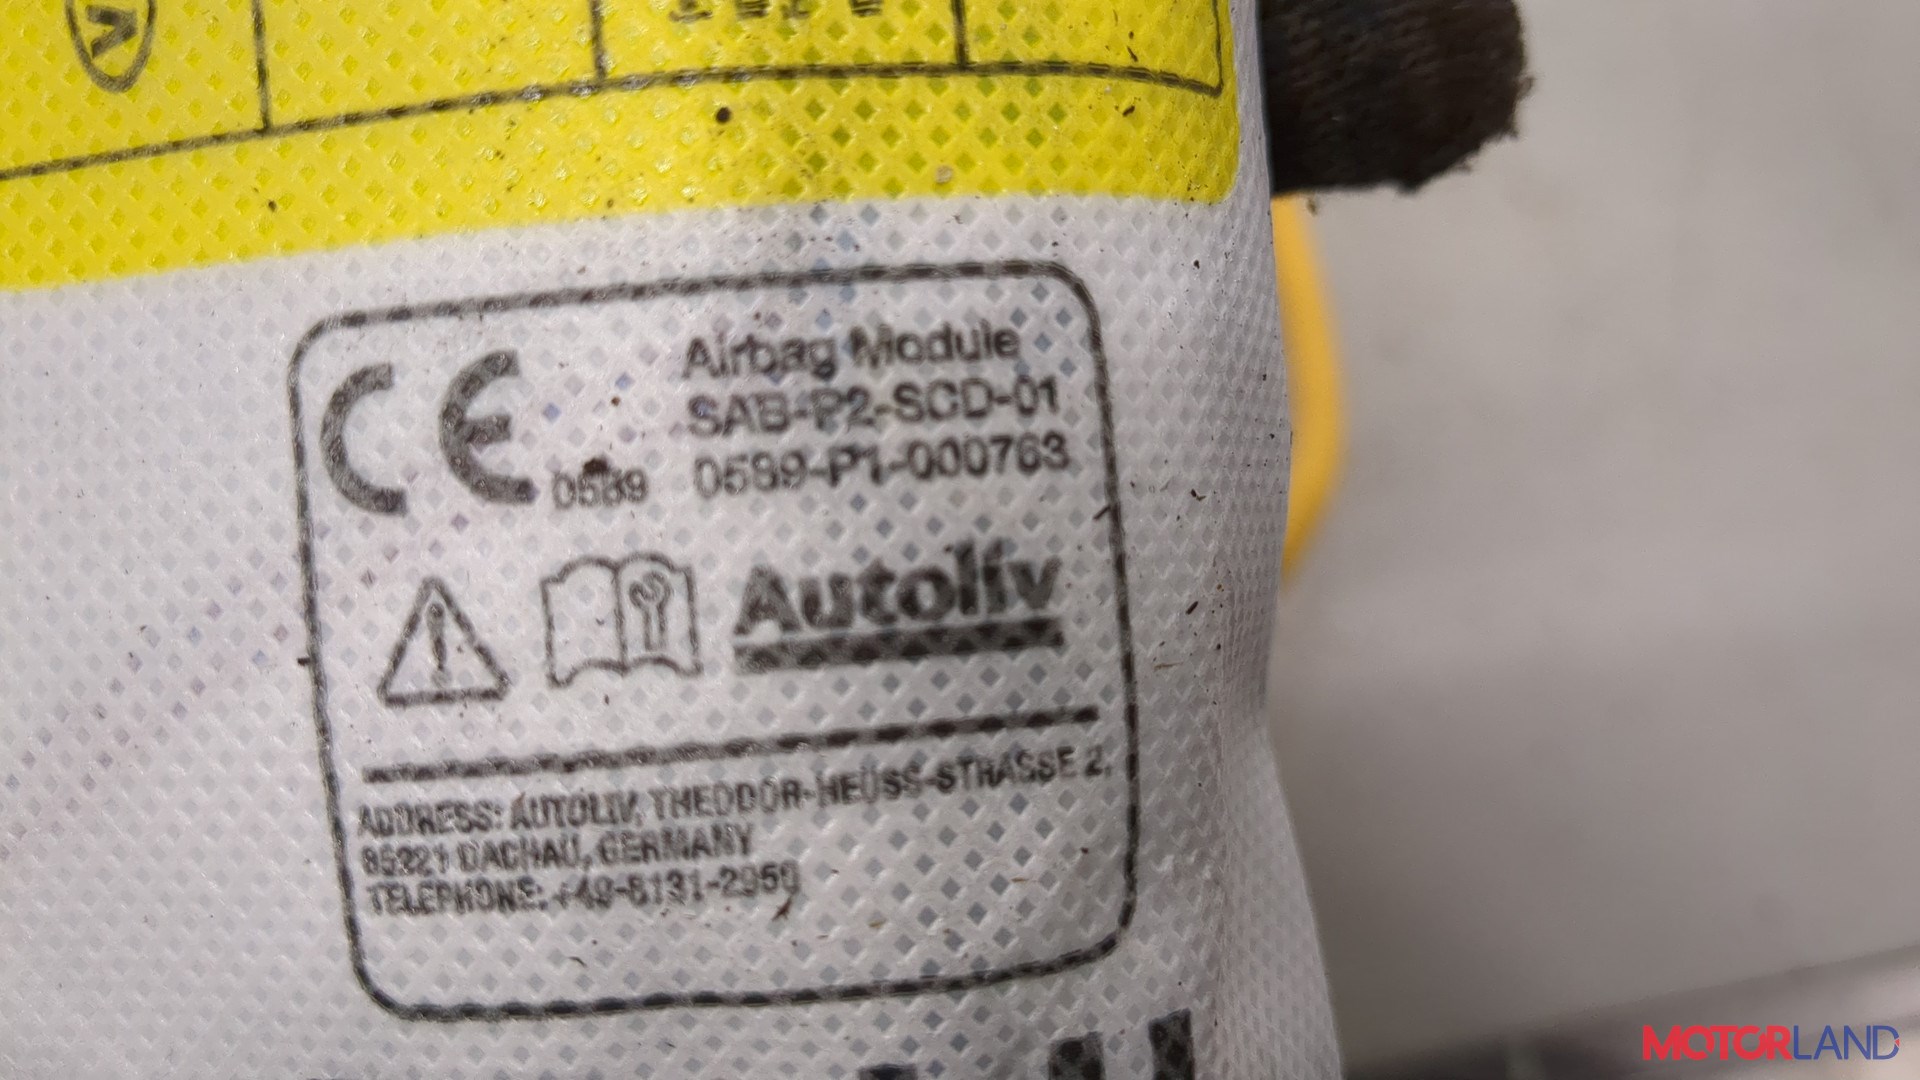 Airbag Module
SAB-P2-SCD-01
CE 0589 0589-P1-000763
Autoliv
ADDRESS: AUTOLIV, THEODOR-HEUSS-STRASSE 2,
85221 DACHAU, GERMANY
TELEPHONE: +49-8131-2950
MOTORLAND